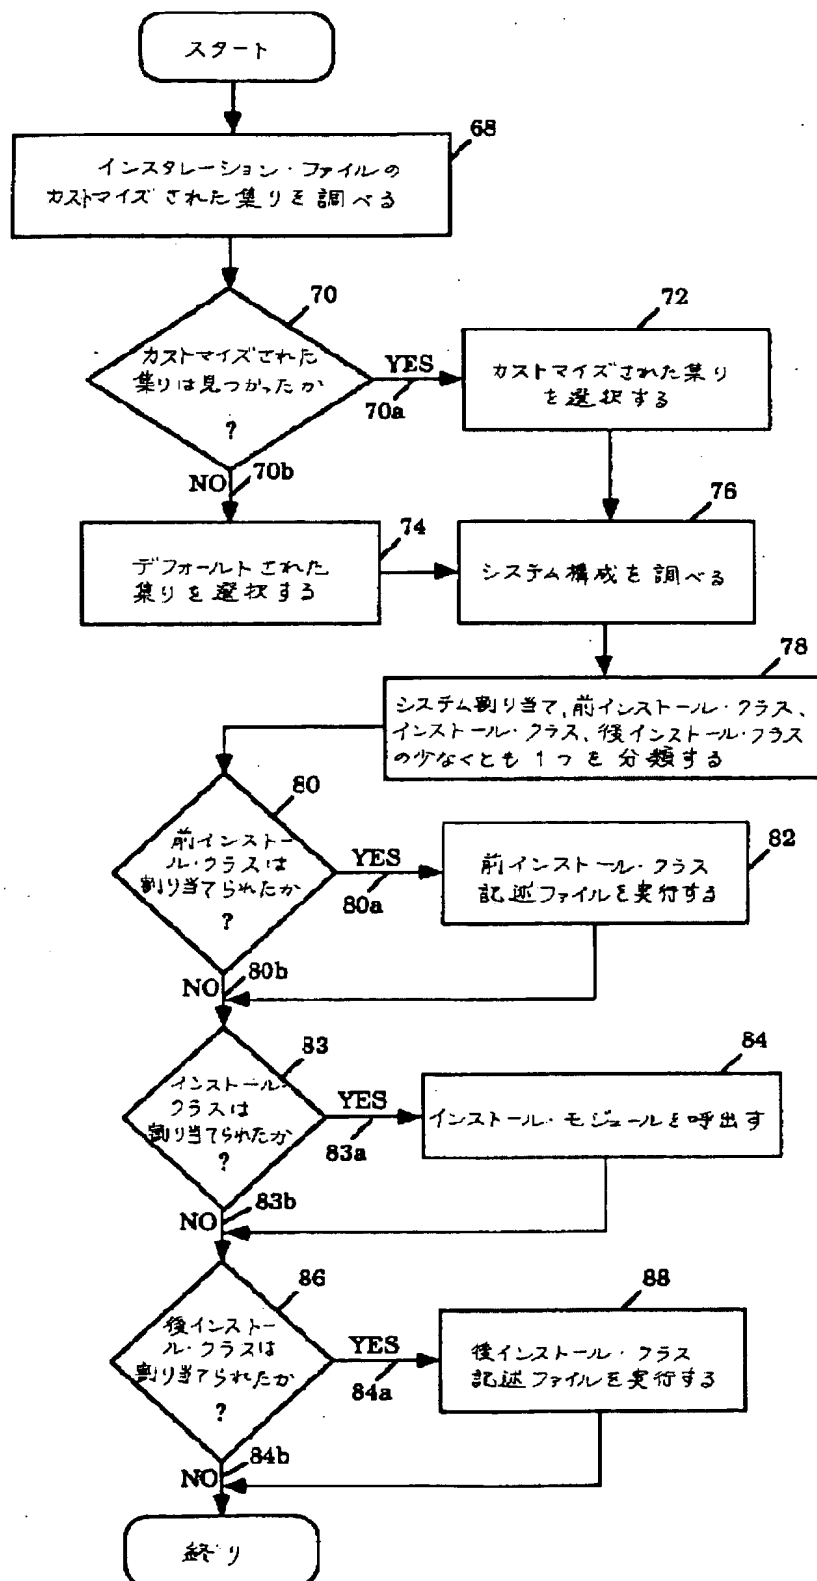 スタート
68
インスタレーション・ファイルの
カストマイズされた集りを調べる
70
カストマイズされた
集りは見つかったか
?
YES
70a
72
カストマイズされた集り
を選択する
NO
70b
74
デフォールトされた
集りを選択する
76
システム構成を調べる
78
システム割り当て,前インストール・クラス、
インストール・クラス、後インストール・クラス
の少なくとも1つを分類する
80
前インストー
ル・クラスは
割り当てられたか
?
YES
80a
82
前インストール・クラス
記述ファイルを実行する
NO
80b
83
インストール・
クラスは
割り当てられたか
?
YES
83a
84
インストール・モジュールを呼出す
NO
83b
86
後インストー
ル・クラスは
割り当てられたか
?
YES
84a
88
後インストール・クラス
記述ファイルを実行する
NO
84b
終り